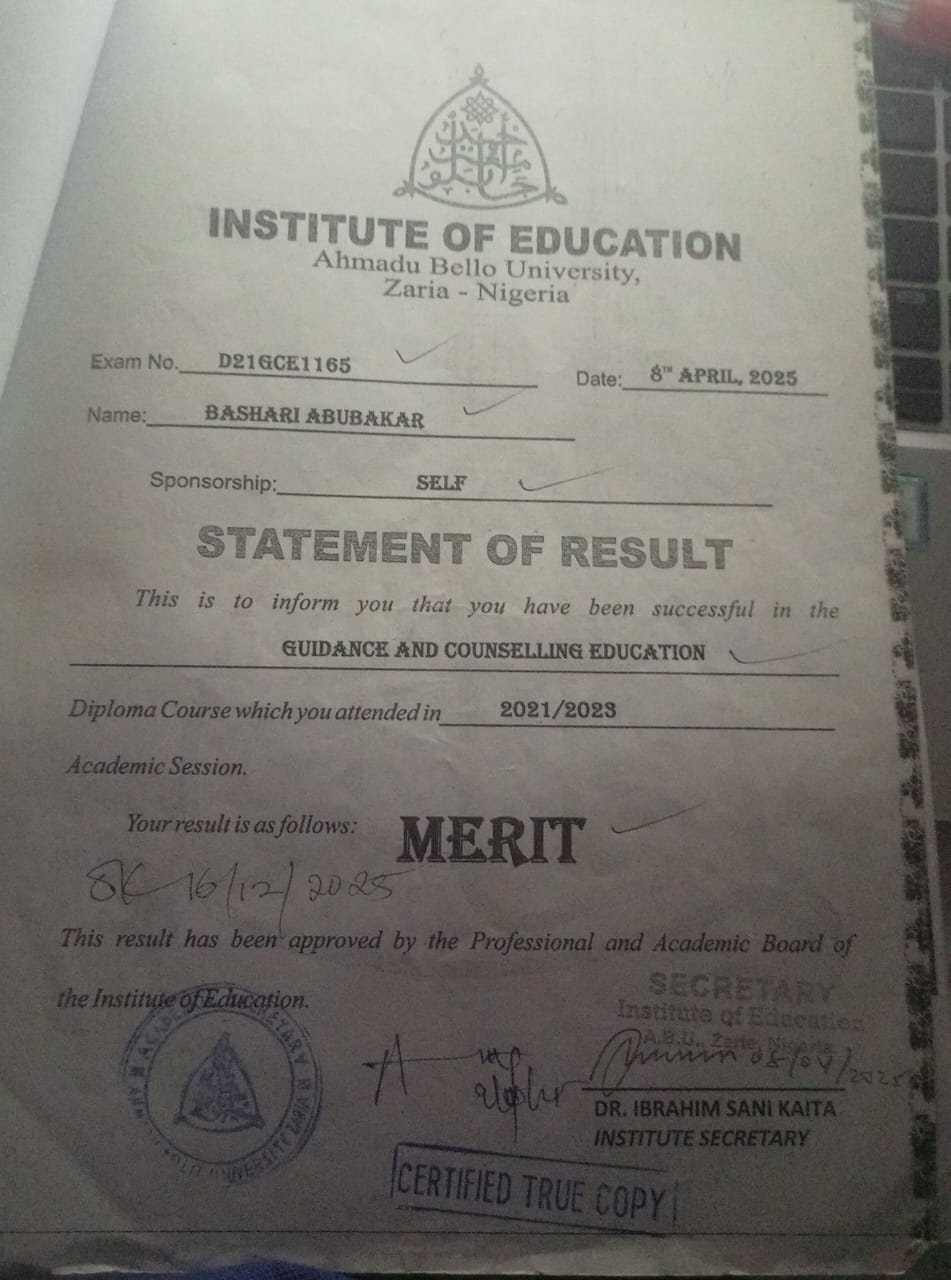 INSTITUTE OF EDUCATION
Ahmadu Bello University,
Zaria - Nigeria
Exam No. D21GCE1165
Date: 8TH APRIL, 2025
Name: BASHARI ABUBAKAR
Sponsorship: SELF
STATEMENT OF RESULT
This is to inform you that you have been successful in the
GUIDANCE AND COUNSELLING EDUCATION
Diploma Course which you attended in 2021/2023
Academic Session.
Your result is as follows: MERIT
16/12/2025
This result has been approved by the Professional and Academic Board of
the Institute of Education.
SECRETARY
Institute of Education
A.B.U., Zaria, Nigeria
08/04/2025
DR. IBRAHIM SANI KAITA
INSTITUTE SECRETARY
CERTIFIED TRUE COPY